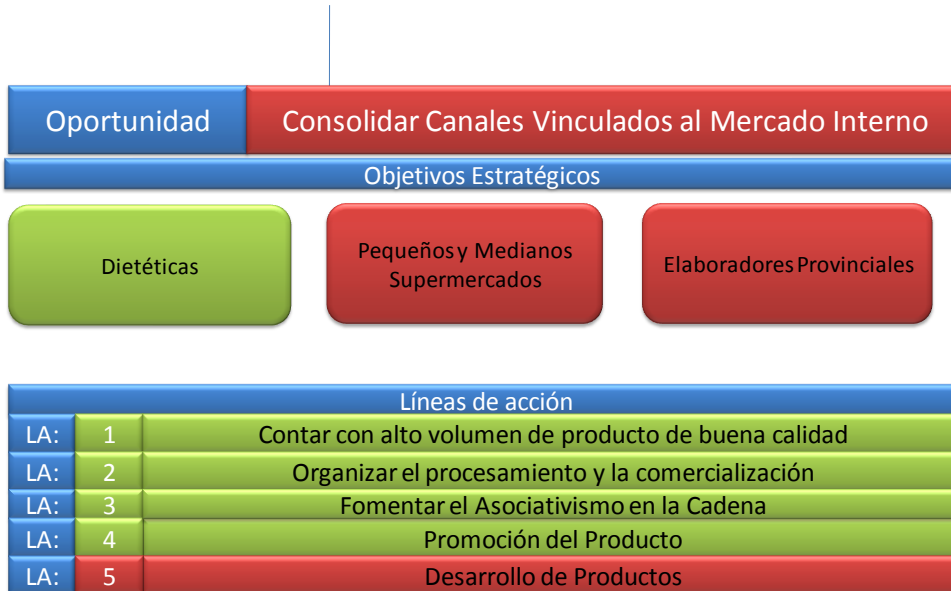 Oportunidad Consolidar Canales Vinculados al Mercado Interno
Objetivos Estratégicos
Dietéticas
Pequeños y Medianos
Supermercados
Elaboradores Provinciales
Líneas de acción
LA: 1 Contar con alto volumen de producto de buena calidad
LA: 2 Organizar el procesamiento y la comercialización
LA: 3 Fomentar el Asociativismo en la Cadena
LA: 4 Promoción del Producto
LA: 5 Desarrollo de Productos